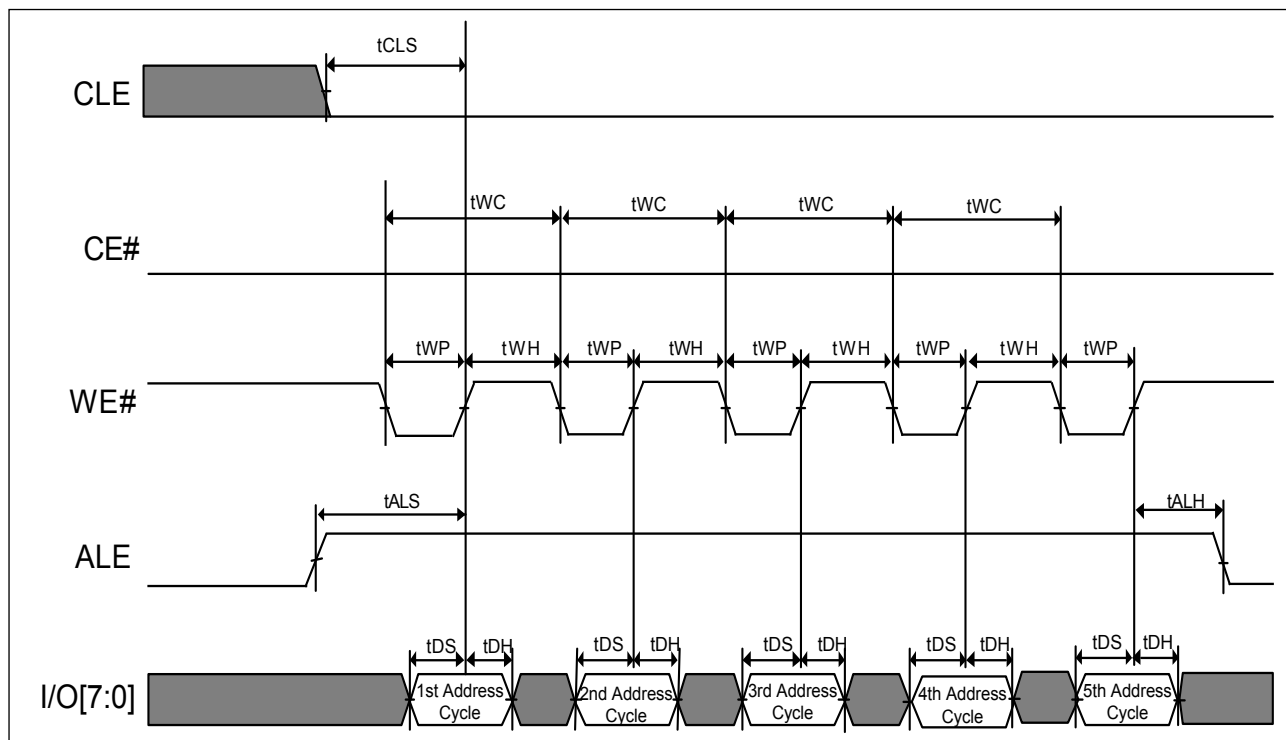 tCLS
CLE
tWC tWC tWC tWC
CE#
tWP tWH tWP tWH tWP tWH tWP tWH tWP
WE#
tALS tALH
ALE
tDS tDH tDS tDH tDS tDH tDS tDH tDS tDH
I/O[7:0]
1st Address Cycle
2nd Address Cycle
3rd Address Cycle
4th Address Cycle
5th Address Cycle